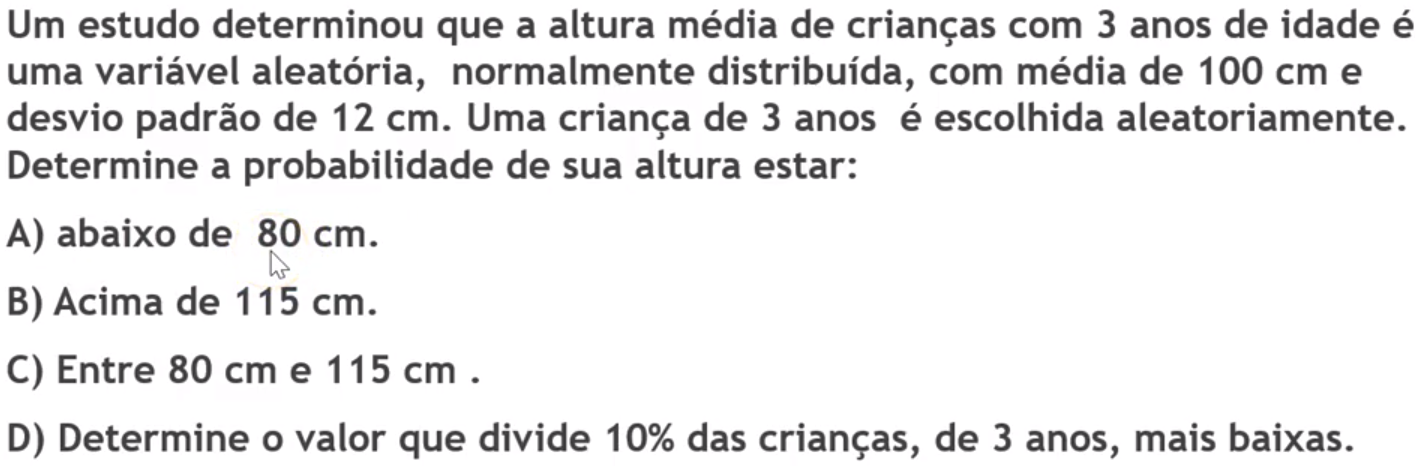 Um estudo determinou que a altura média de crianças com 3 anos de idade é
uma variável aleatória, normalmente distribuída, com média de 100 cm e
desvio padrão de 12 cm. Uma criança de 3 anos é escolhida aleatoriamente.
Determine a probabilidade de sua altura estar:
A) abaixo de 80 cm.
B) Acima de 115 cm.
C) Entre 80 cm e 115 cm .
D) Determine o valor que divide 10% das crianças, de 3 anos, mais baixas.